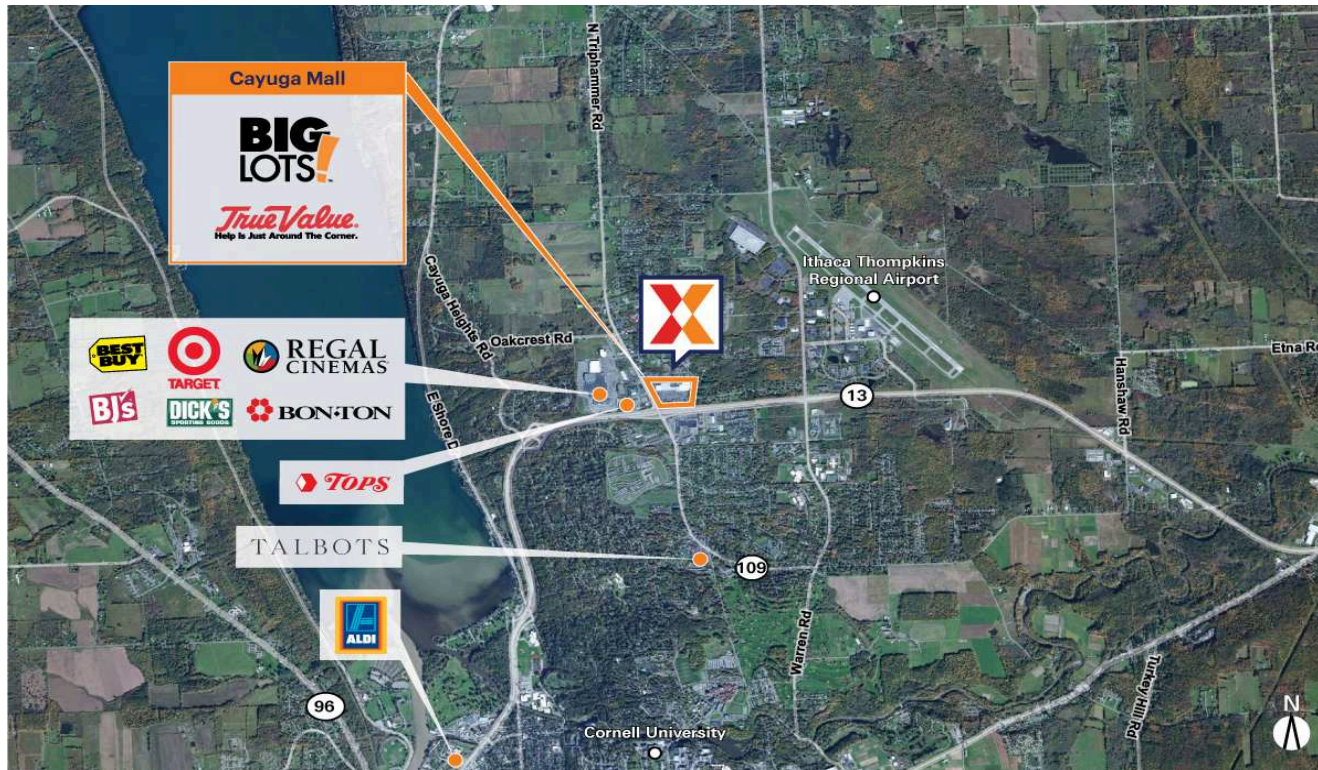 N Triphammer Rd
Cayuga Mall
BIG
LOTS!
True Value.
Help Is Just Around The Corner.
Ithaca Thompkins
Regional Airport
Cayuga Heights Rd
Oakcrest Rd
BEST
BUY
TARGET
REGAL
CINEMAS
BJ's
DICK'S
SPORTING GOODS
BON·TON
E Shore D
13
Hanshaw Rd
Etna Rd
TOPS
TALBOTS
109
ALDI
Warren Rd
Turkey Hill Rd
96
Cornell University
N